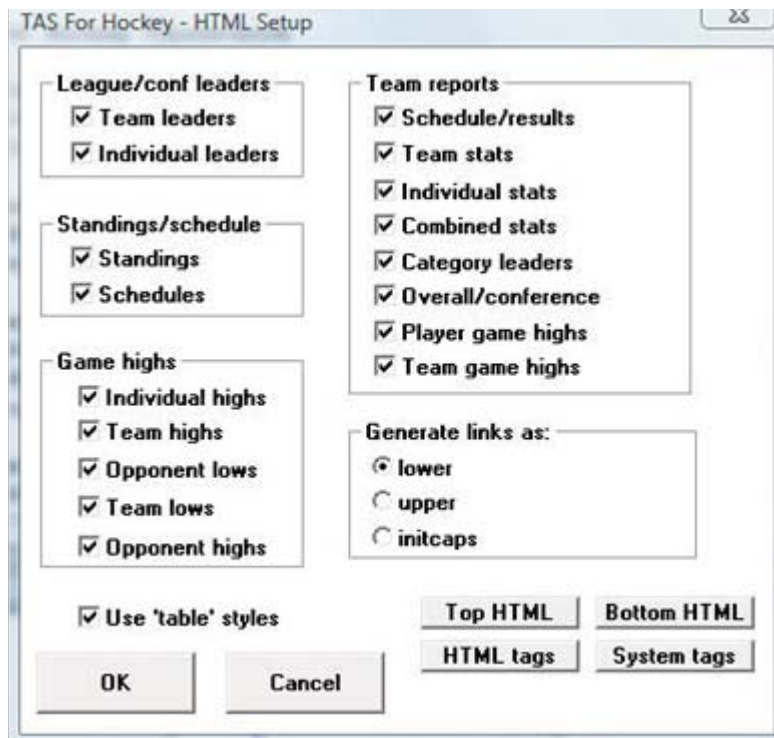 TAS For Hockey - HTML Setup
League/conf leaders
Team leaders
Individual leaders
Standings/schedule
Standings
Schedules
Game highs
Individual highs
Team highs
Opponent lows
Team lows
Opponent highs
Use 'table' styles
OK
Cancel
Team reports
Schedule/results
Team stats
Individual stats
Combined stats
Category leaders
Overall/conference
Player game highs
Team game highs
Generate links as:
lower
upper
initcaps
Top HTML
Bottom HTML
HTML tags
System tags